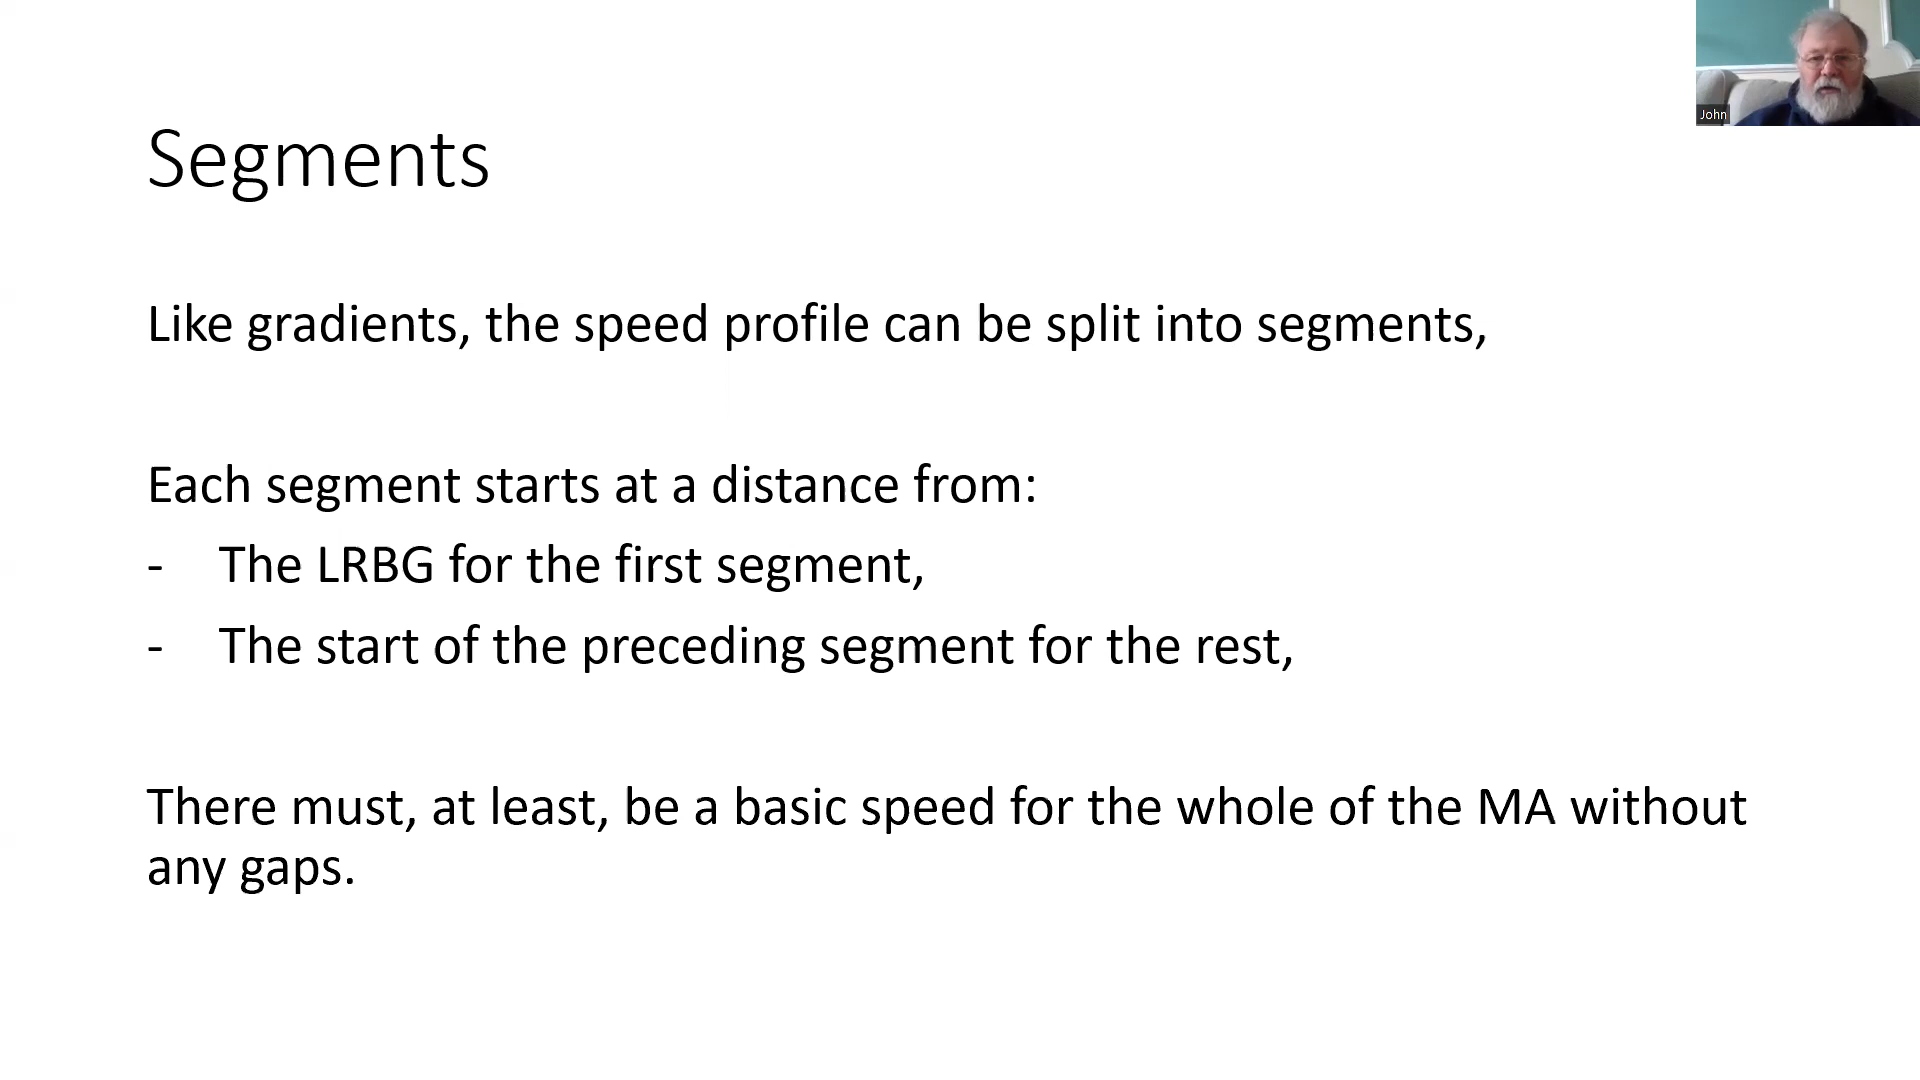 John
Segments
Like gradients, the speed profile can be split into segments,
Each segment starts at a distance from:
- The LRBG for the first segment,
- The start of the preceding segment for the rest,
There must, at least, be a basic speed for the whole of the MA without
any gaps.